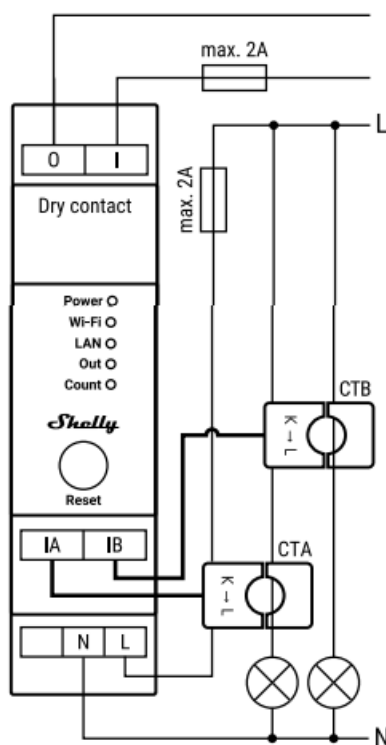 max. 2A
O I
L
max. 2A
Dry contact
Power
Wi-Fi
LAN
Out
Count
CTB
K → L
Shelly
Reset
IA IB
CTA
K → L
N L
N